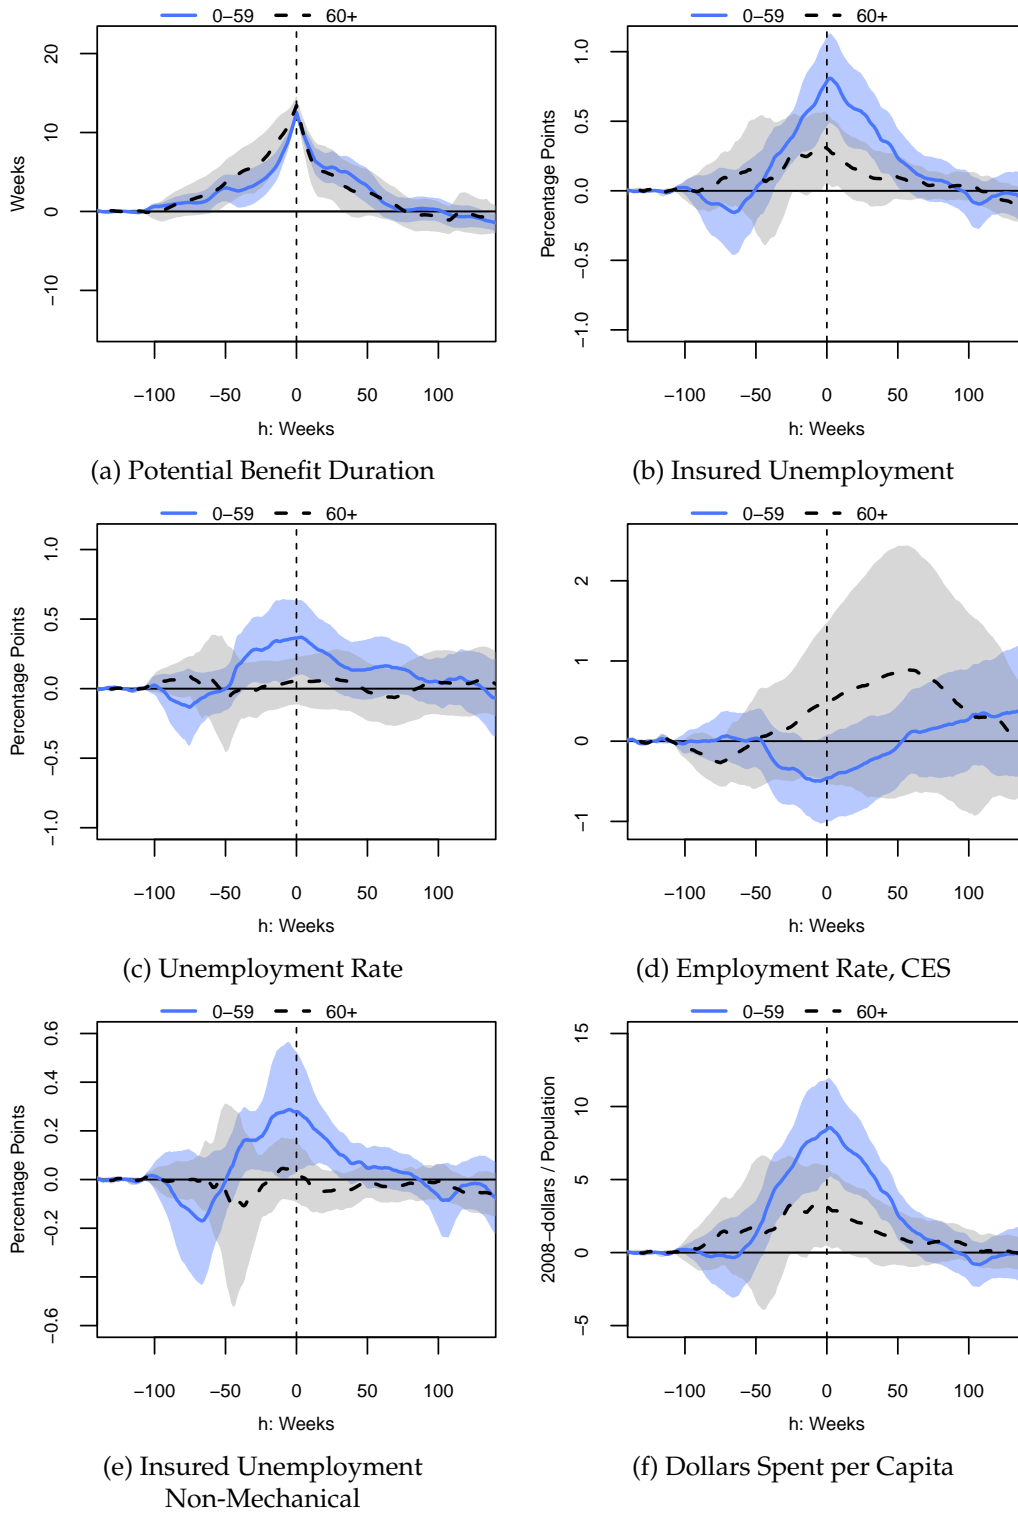 0−59 60+
20
10
0
−10
Weeks
−100 −50 0 50 100
h: Weeks
(a) Potential Benefit Duration
0−59 60+
1.0
0.5
0.0
−0.5
−1.0
Percentage Points
−100 −50 0 50 100
h: Weeks
(b) Insured Unemployment
0−59 60+
1.0
0.5
0.0
−0.5
−1.0
Percentage Points
−100 −50 0 50 100
h: Weeks
(c) Unemployment Rate
0−59 60+
2
1
0
−1
−100 −50 0 50 100
h: Weeks
(d) Employment Rate, CES
0−59 60+
0.6
0.4
0.2
0.0
−0.2
−0.6
Percentage Points
−100 −50 0 50 100
h: Weeks
(e) Insured Unemployment
Non-Mechanical
0−59 60+
15
10
5
0
−5
2008−dollars / Population
−100 −50 0 50 100
h: Weeks
(f) Dollars Spent per Capita